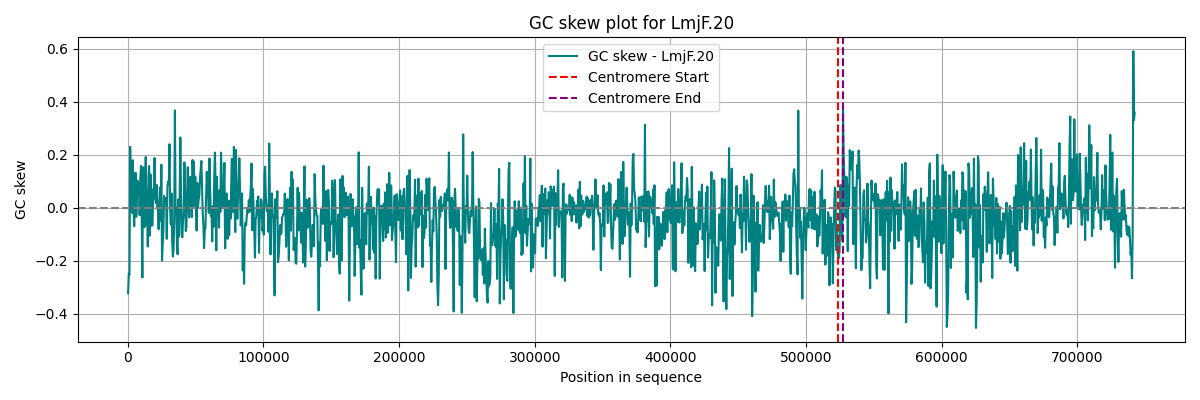 GC skew plot for LmjF.20
GC skew - LmjF.20
Centromere Start
Centromere End
GC skew
0.6
0.4
0.2
0.0
−0.2
−0.4
0
100000
200000
300000
400000
500000
600000
700000
Position in sequence